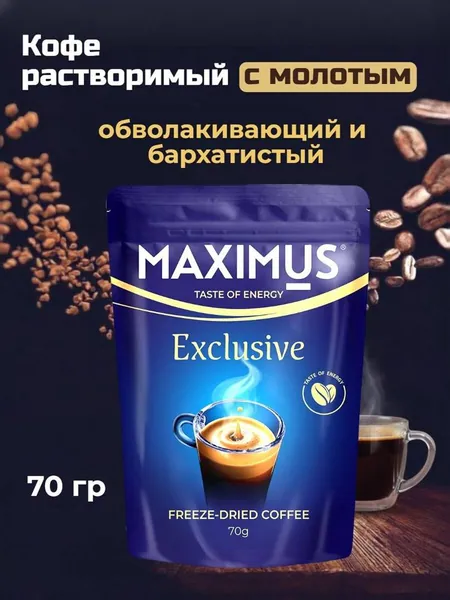 Кофе
растворимый с молотым
обволакивающий и
бархатистый
MAXIMUS®
TASTE OF ENERGY
Exclusive
TASTE OF ENERGY
70 гр
FREEZE-DRIED COFFEE
70g